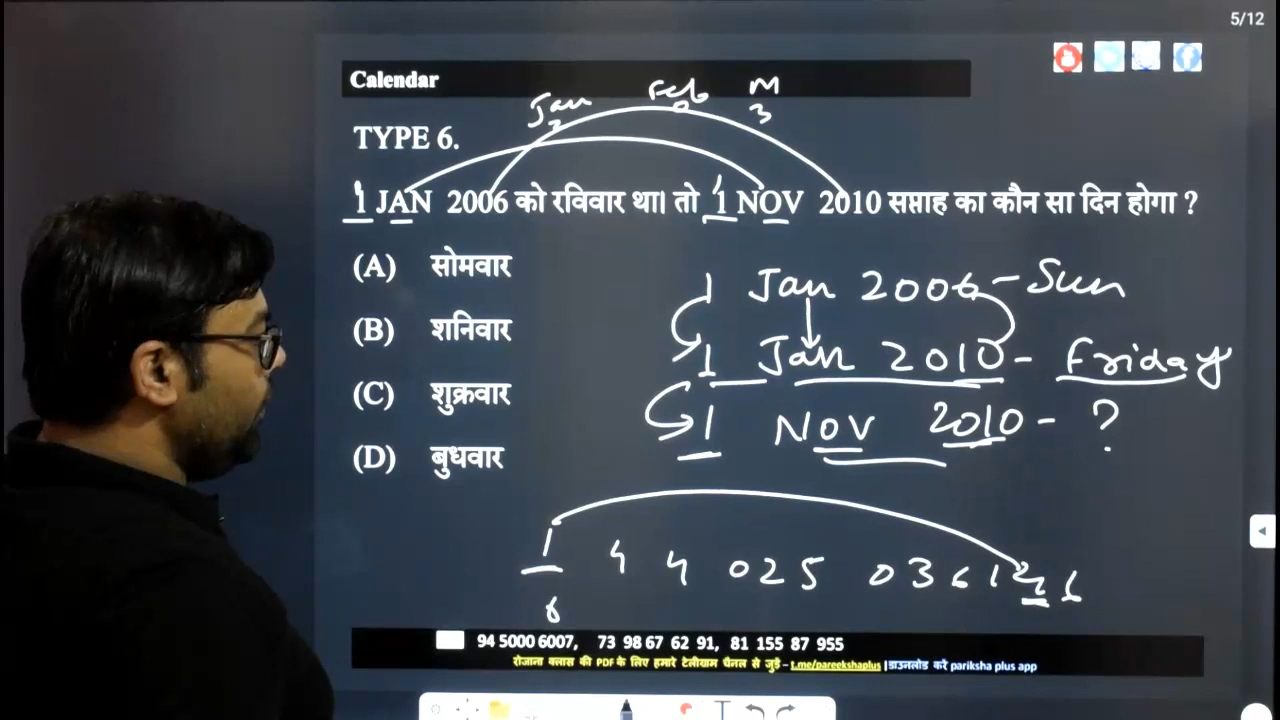 5/12
Calendar
Jan Feb M
3 0 3
TYPE 6.
1 JAN 2006 को रविवार था। तो 1 NOV 2010 सप्ताह का कौन सा दिन होगा ?
(A) सोमवार
(B) शनिवार
(C) शुक्रवार
(D) बुधवार
1 Jan 2006 - Sun
1 Jan 2010 - Friday
1 NOV 2010 - ?
1 4 4 0 2 5 0 3 6 1 4 6
94 5000 6007, 73 98 67 62 91, 81 155 87 955
रोजाना क्लास की PDF के लिए हमारे टेलीग्राम चैनल से जुड़े – t.me/pareekshaplus | डाउनलोड करें pariksha plus app